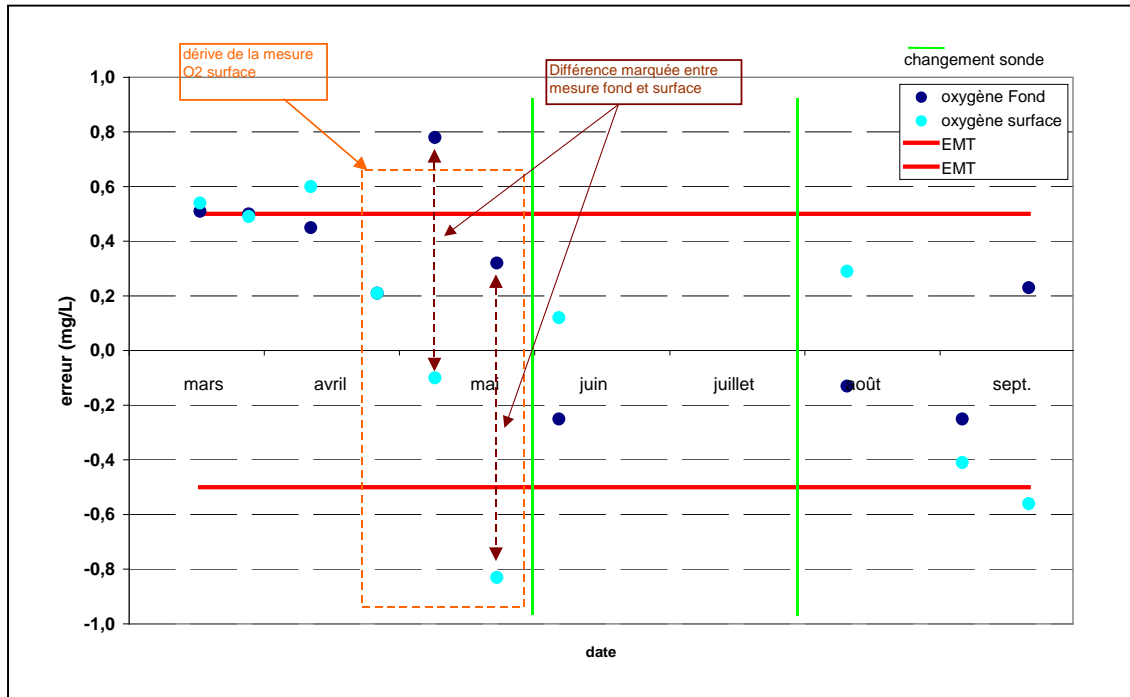 dérive de la mesure
O2 surface
Différence marquée entre
mesure fond et surface
changement sonde
oxygène Fond
oxygène surface
EMT
EMT
1,0
0,8
0,6
0,4
0,2
0,0
-0,2
-0,4
-0,6
-0,8
-1,0
erreur (mg/L)
mars avril mai juin juillet août sept.
date